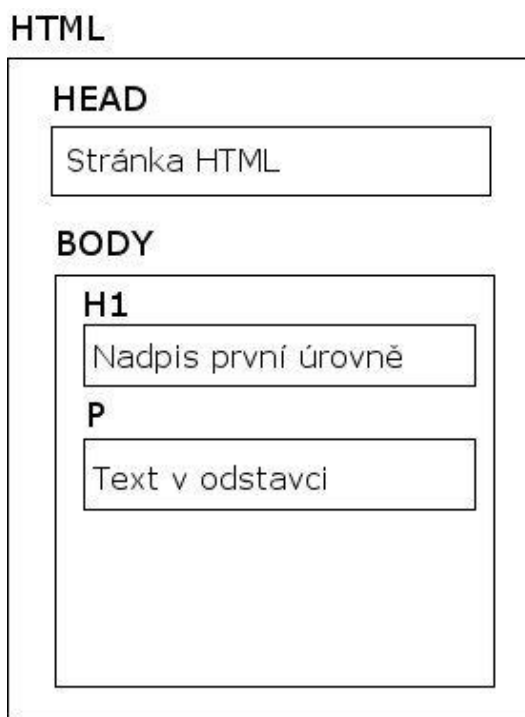 HTML
HEAD
Stránka HTML
BODY
H1
Nadpis první úrovně
P
Text v odstavci